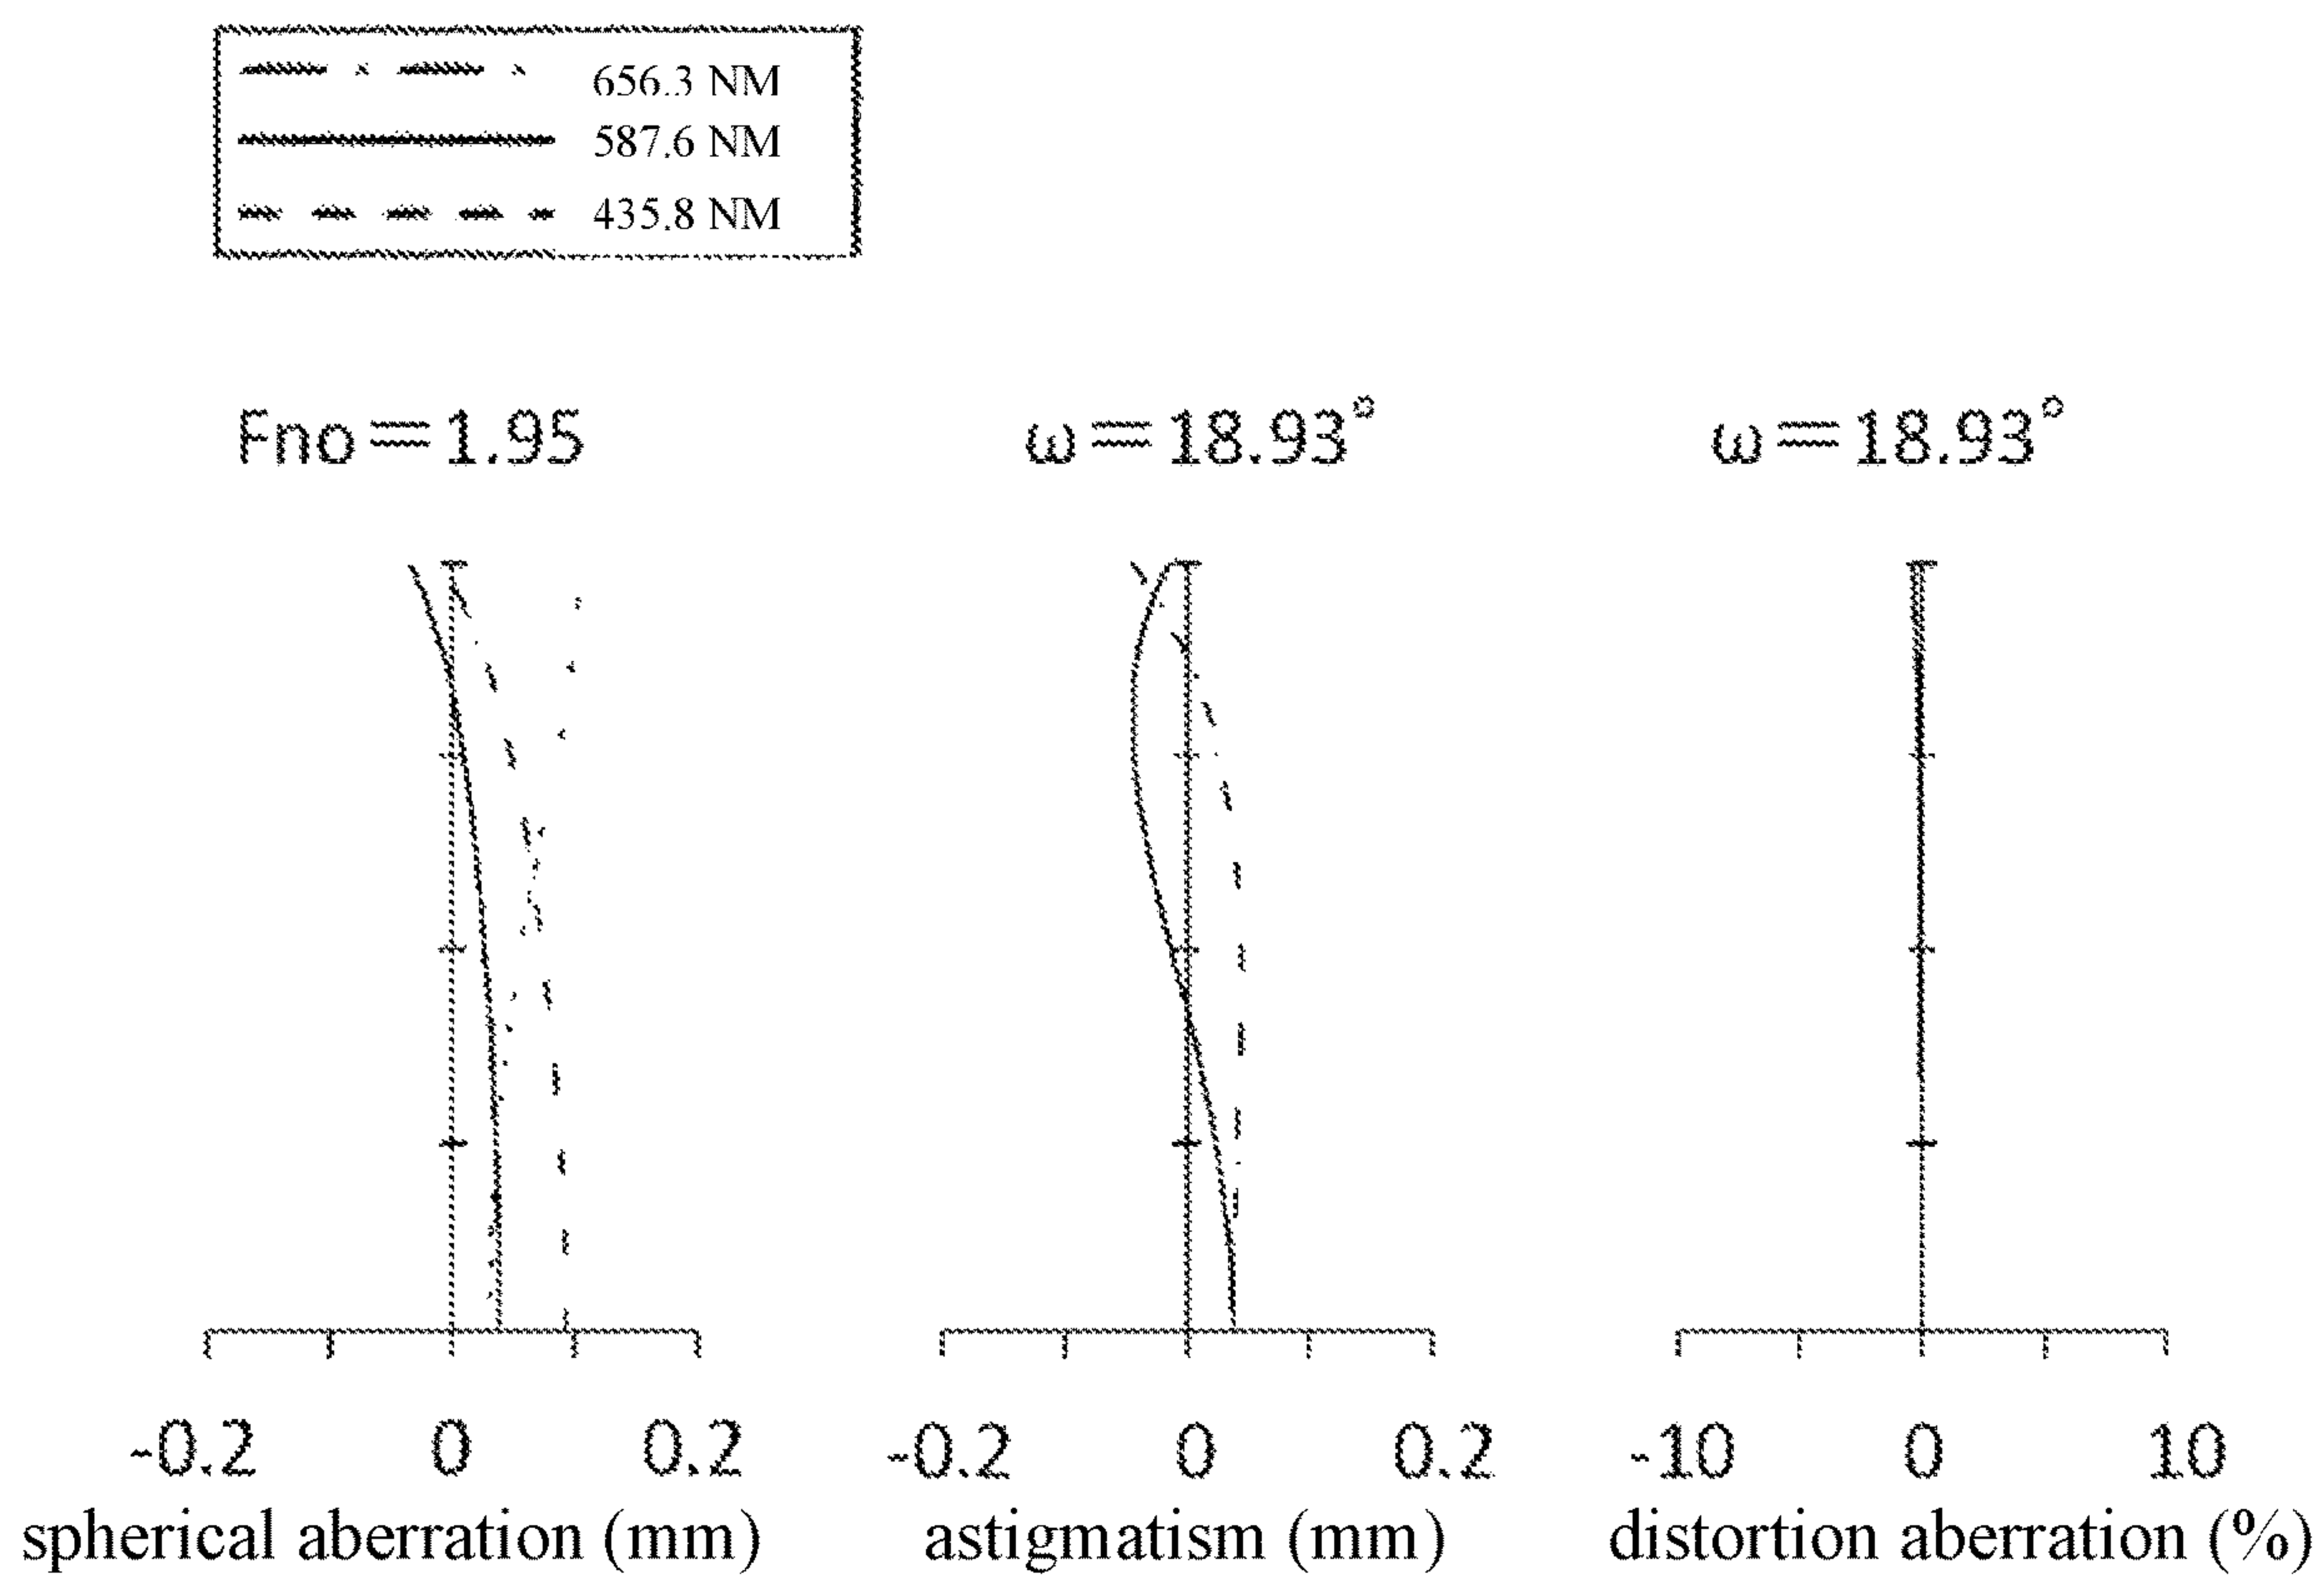 656.3 NM
587.6 NM
435.8 NM
Fno=1.95
ω=18.93°
ω=18.93°
-0.2 0 0.2
spherical aberration (mm)
-0.2 0 0.2
astigmatism (mm)
-10 0 10
distortion aberration (%)